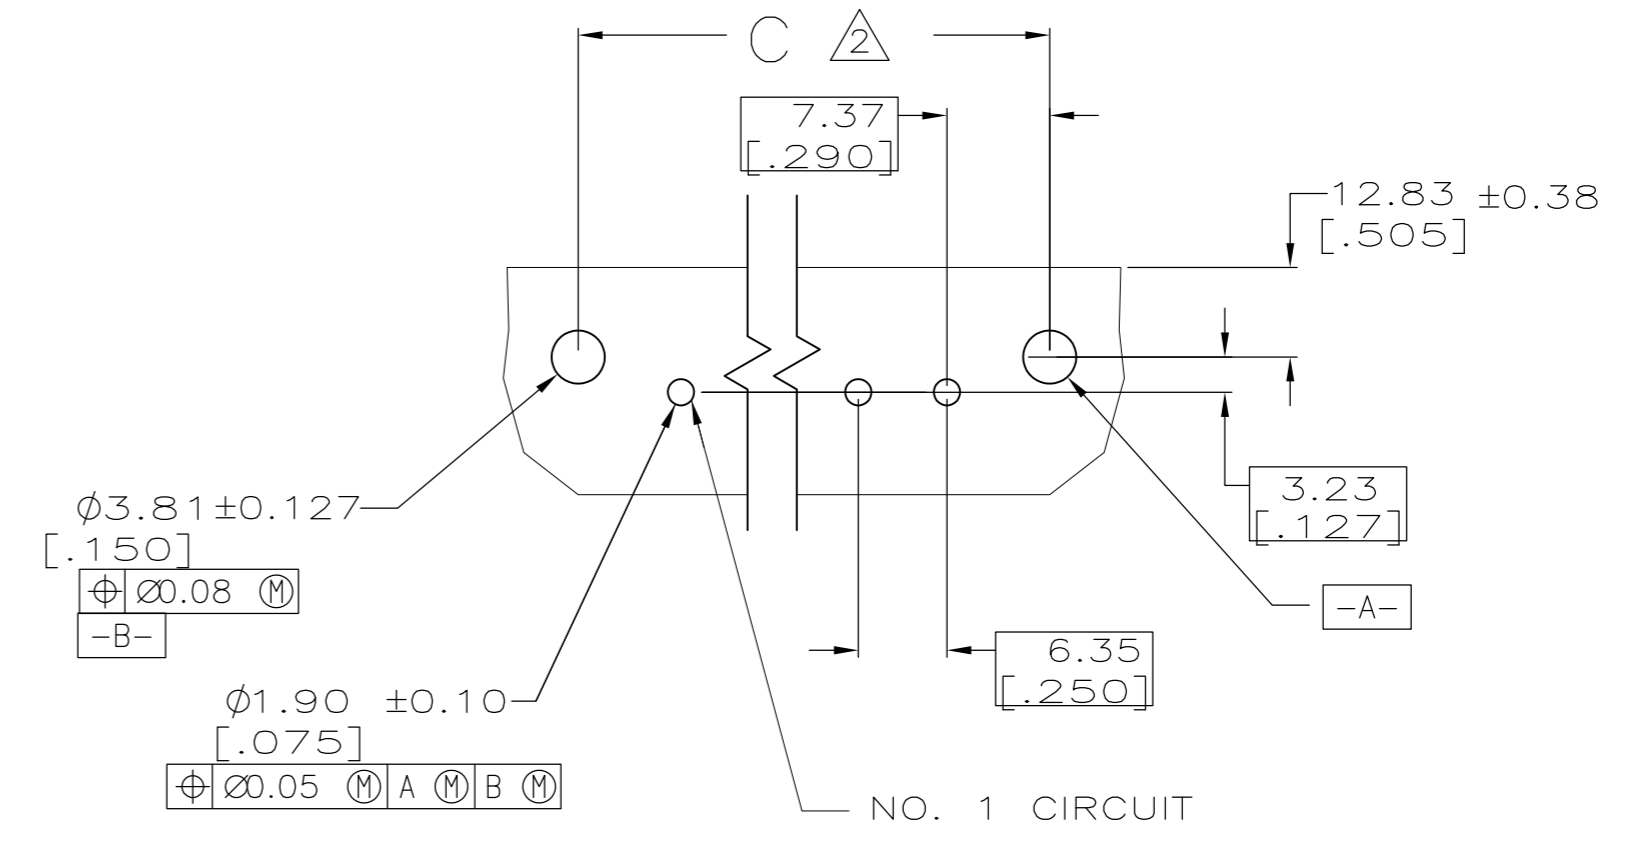 C 2
7.37
[.290]
12.83 ±0.38
[.505]
3.23
[.127]
Ø3.81±0.127
[.150]
⌖ Ø0.08 Ⓜ
-B-
-A-
6.35
[.250]
Ø1.90 ±0.10
[.075]
⌖ Ø0.05 Ⓜ A Ⓜ B Ⓜ
NO. 1 CIRCUIT